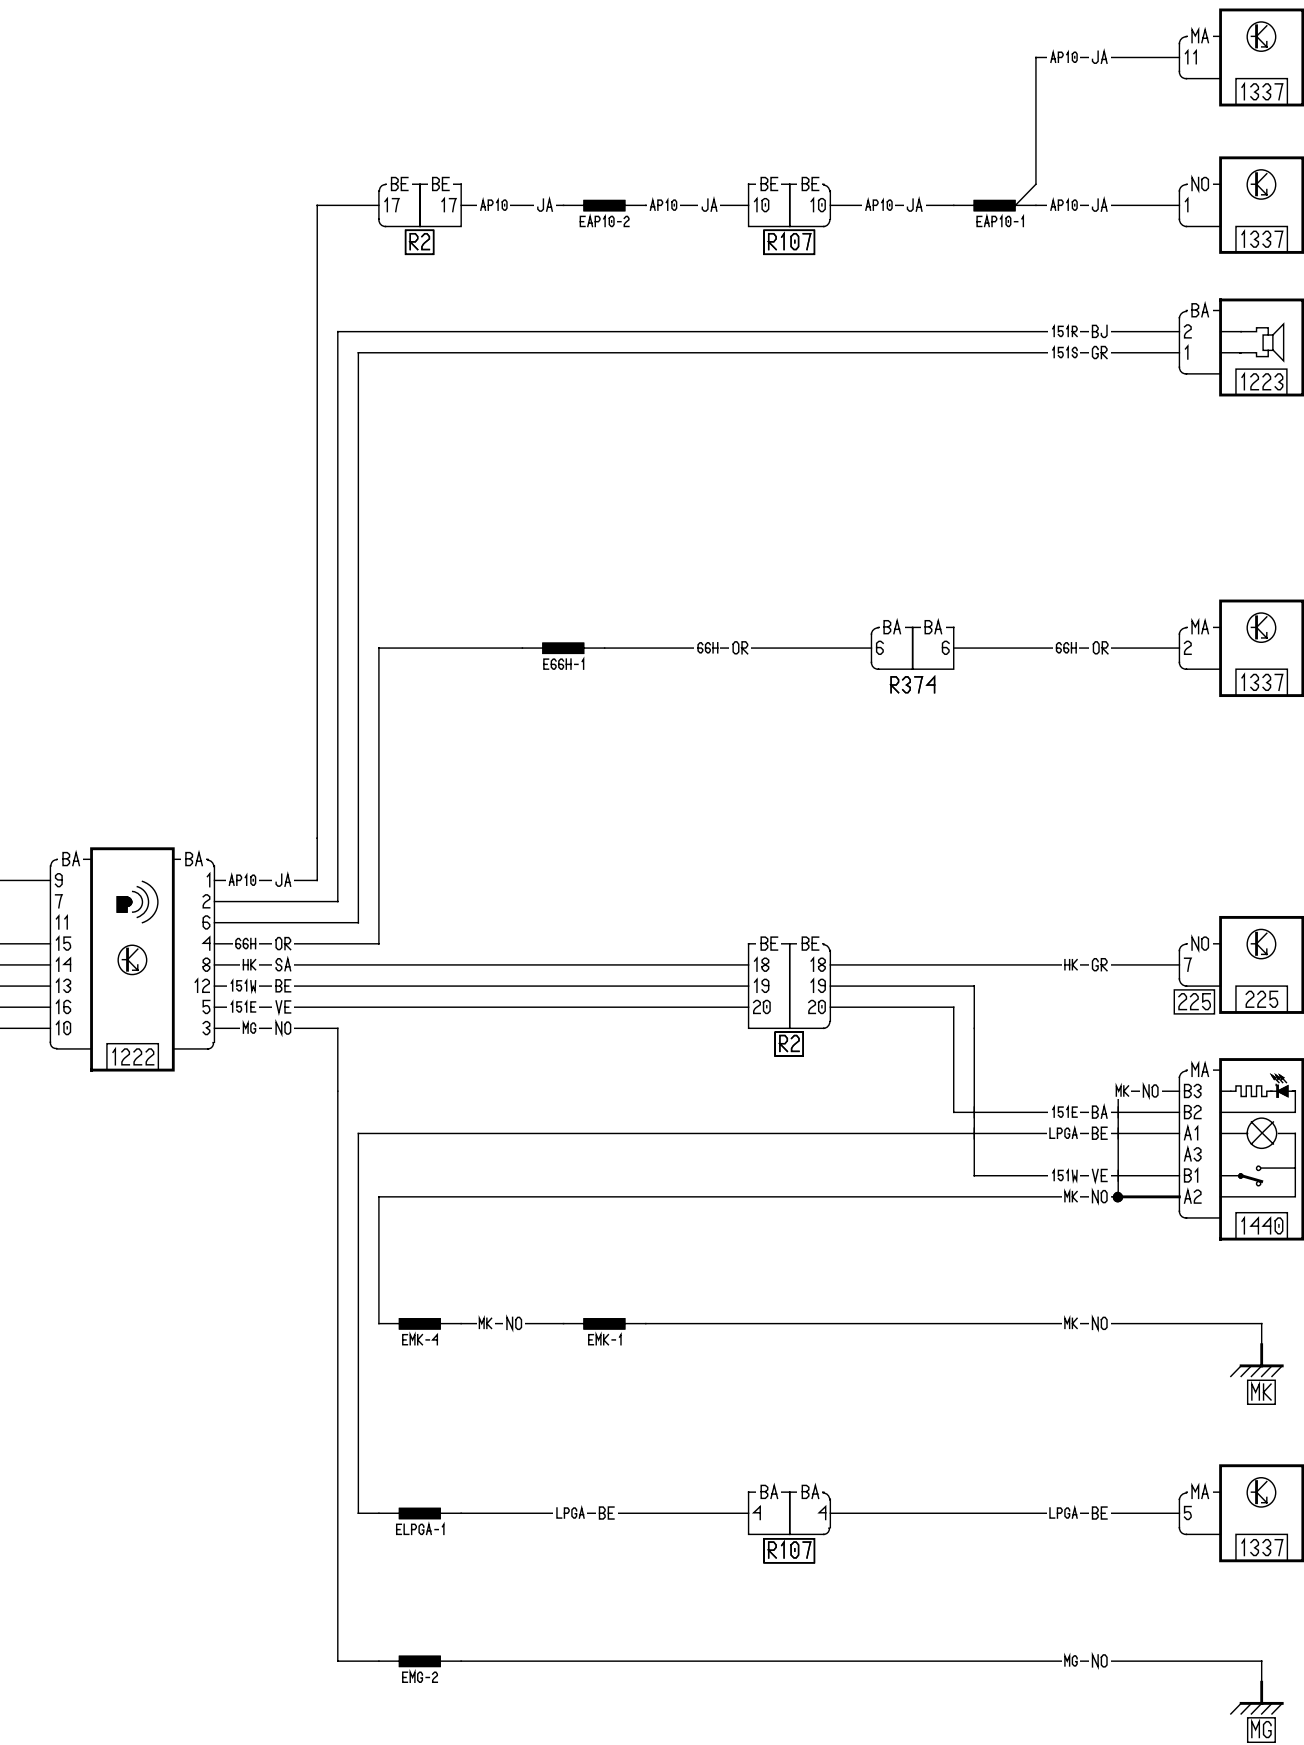 MA
AP10 JA 11
1337
BE BE BE BE NO
17 17 AP10 JA AP10 JA 10 10 AP10 JA AP10 JA 1
EAP10-2 EAP10-1
R2 R107 1337
BA
151R BJ 2
151S GR 1
1223
BA BA MA
66H OR 6 6 66H OR 2
E66H-1
R374 1337
BA BA
9 1 AP10 JA
7 2
11 6
15 4 66H OR BE BE NO
14 8 HK SA 18 18 HK GR 7
13 12 151W BE 19 19
16 5 151E VE 20 20 225 225
10 3 MG NO
R2
1222
MA
MK NO B3
151E BA B2
LPGA BE A1
A3
151W VE B1
MK NO A2
1440
MK NO MK NO
EMK-4 EMK-1
MK
BA BA MA
LPGA BE 4 4 LPGA BE 5
ELPGA-1
R107 1337
MG NO
EMG-2
MG